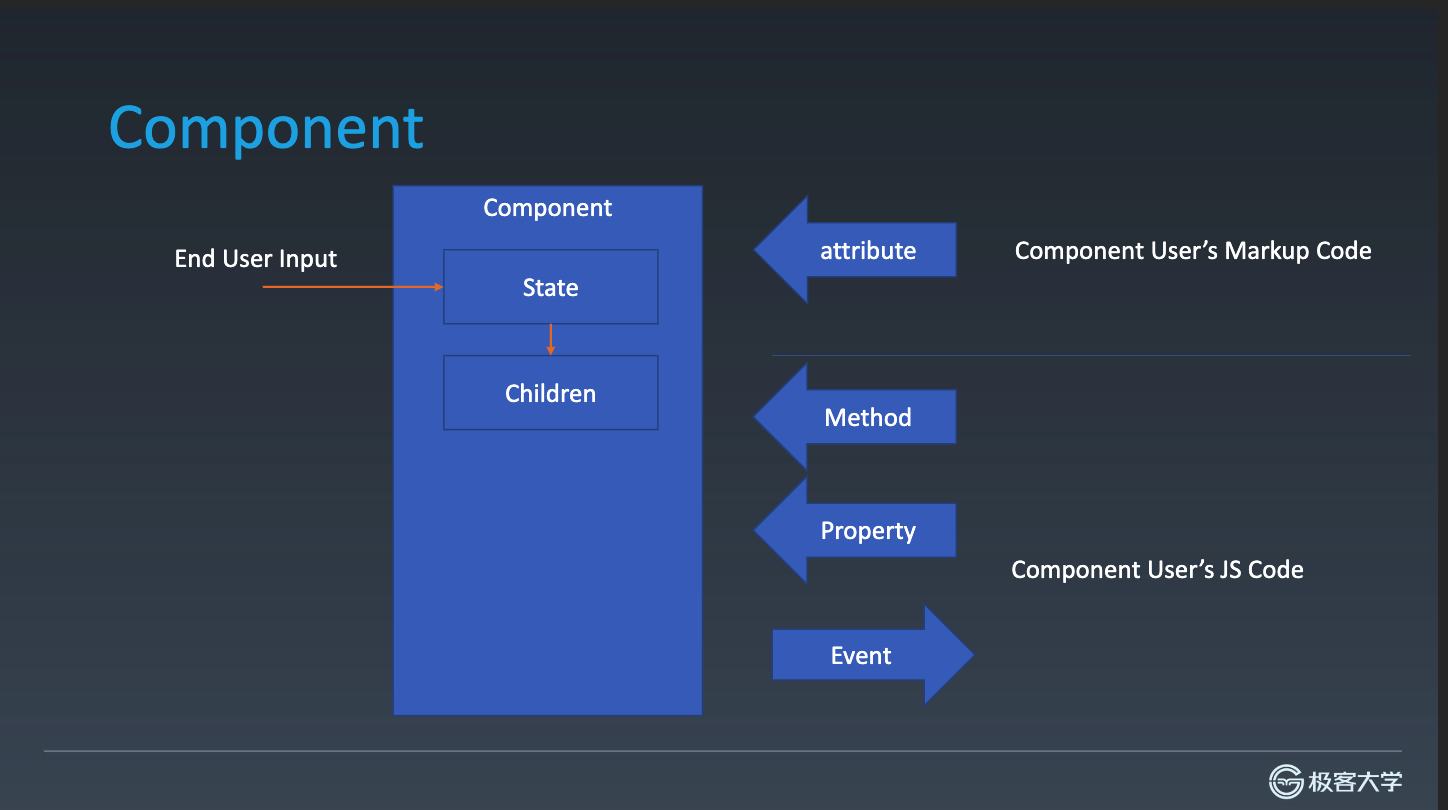 Component
Component
End User Input
State
Children
attribute
Component User’s Markup Code
Method
Property
Component User’s JS Code
Event
极客大学